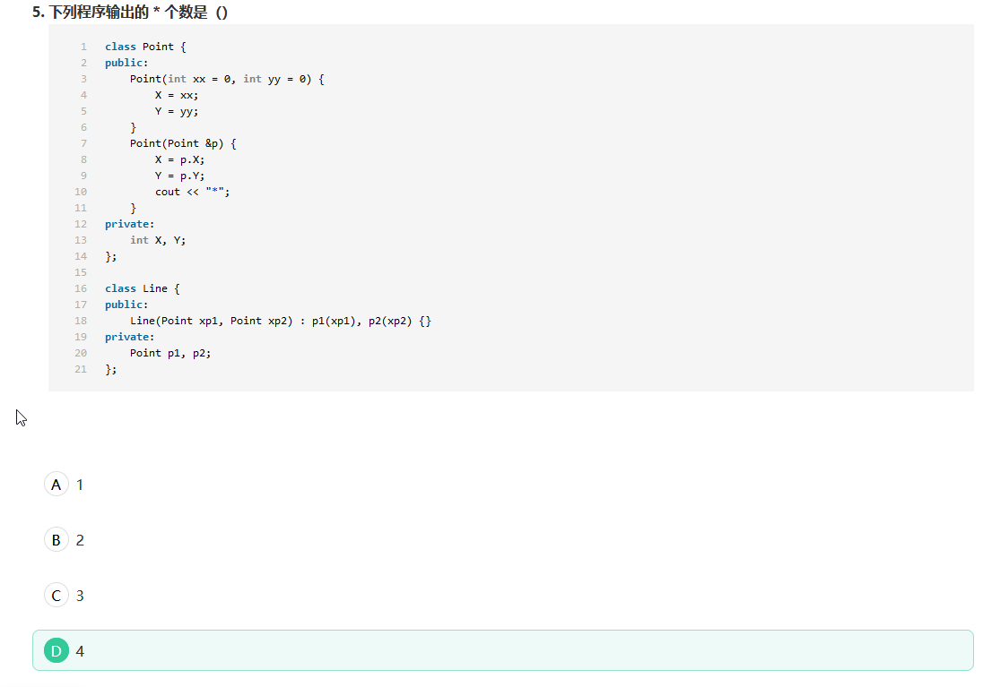 5. 下列程序输出的 * 个数是（）
1 class Point {
2 public:
3     Point(int xx = 0, int yy = 0) {
4         X = xx;
5         Y = yy;
6     }
7     Point(Point &p) {
8         X = p.X;
9         Y = p.Y;
10         cout << "*";
11     }
12 private:
13     int X, Y;
14 };
15
16 class Line {
17 public:
18     Line(Point xp1, Point xp2) : p1(xp1), p2(xp2) {}
19 private:
20     Point p1, p2;
21 };
A 1
B 2
C 3
D 4